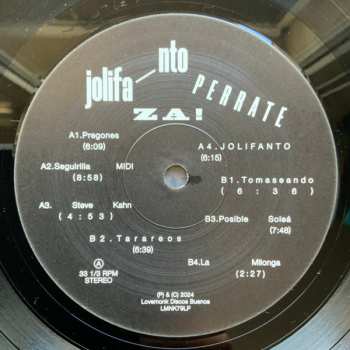 jolifa—nto
PERRATE
ZA!
A1.Pregones
(6:09)
A4.JOLIFANTO
(6:15)
A2.Seguirilla MIDI
(8:58)
B1.Tomaseando
(6:36)
A3. Steve Kahn
(4:53)
B3.Posible Soleá
(7:48)
B2.Tarareos
(6:39)
B4.La Milonga
(2:27)
A
33 1/3 RPM
STEREO
(P) & (C) 2024
Lovemonk Discos Buenos
LMNK79LP